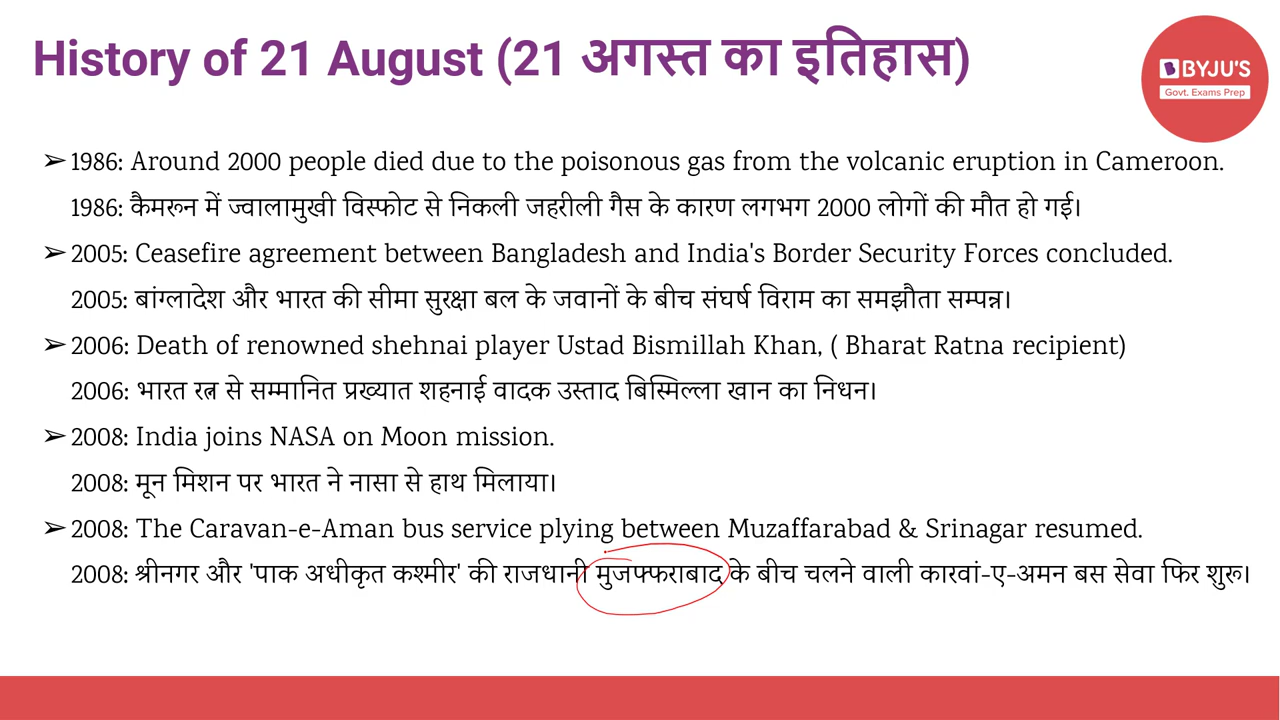 History of 21 August (21 अगस्त का इतिहास)
BYJU'S
Govt. Exams Prep
➢ 1986: Around 2000 people died due to the poisonous gas from the volcanic eruption in Cameroon.
1986: कैमरून में ज्वालामुखी विस्फोट से निकली जहरीली गैस के कारण लगभग 2000 लोगों की मौत हो गई।
➢ 2005: Ceasefire agreement between Bangladesh and India's Border Security Forces concluded.
2005: बांग्लादेश और भारत की सीमा सुरक्षा बल के जवानों के बीच संघर्ष विराम का समझौता सम्पन्न।
➢ 2006: Death of renowned shehnai player Ustad Bismillah Khan, ( Bharat Ratna recipient)
2006: भारत रत्न से सम्मानित प्रख्यात शहनाई वादक उस्ताद बिस्मिल्ला खान का निधन।
➢ 2008: India joins NASA on Moon mission.
2008: मून मिशन पर भारत ने नासा से हाथ मिलाया।
➢ 2008: The Caravan-e-Aman bus service plying between Muzaffarabad & Srinagar resumed.
2008: श्रीनगर और 'पाक अधीकृत कश्मीर' की राजधानी मुजफ्फराबाद के बीच चलने वाली कारवां-ए-अमन बस सेवा फिर शुरू।